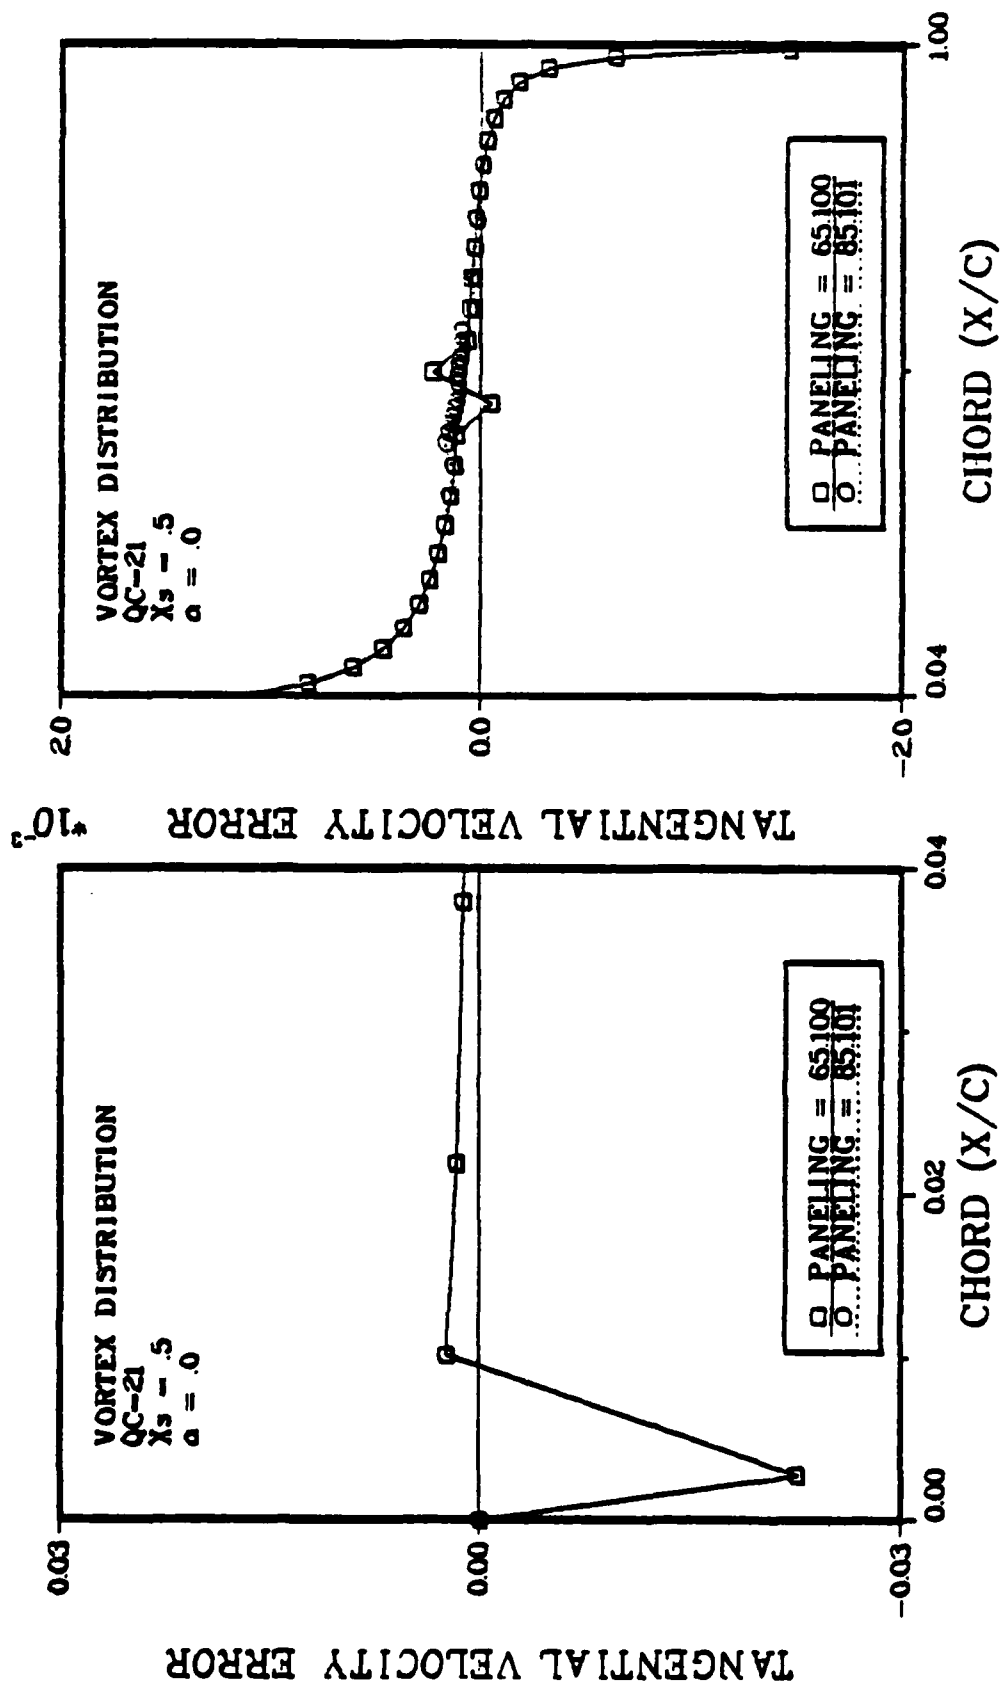 TANGENTIAL VELOCITY ERROR
0.03
0.00
-0.03
VORTEX DISTRIBUTION
QC-21
Xs - .5
α = .0
□ PANELING = 65.100
○ PANELING = 85.101
0.00
0.02
0.04
CHORD (X/C)
TANGENTIAL VELOCITY ERROR
*10⁻³
2.0
0.0
-2.0
VORTEX DISTRIBUTION
QC-21
Xs - .5
α = .0
□ PANELING = 65.100
○ PANELING = 85.101
0.04
1.00
CHORD (X/C)